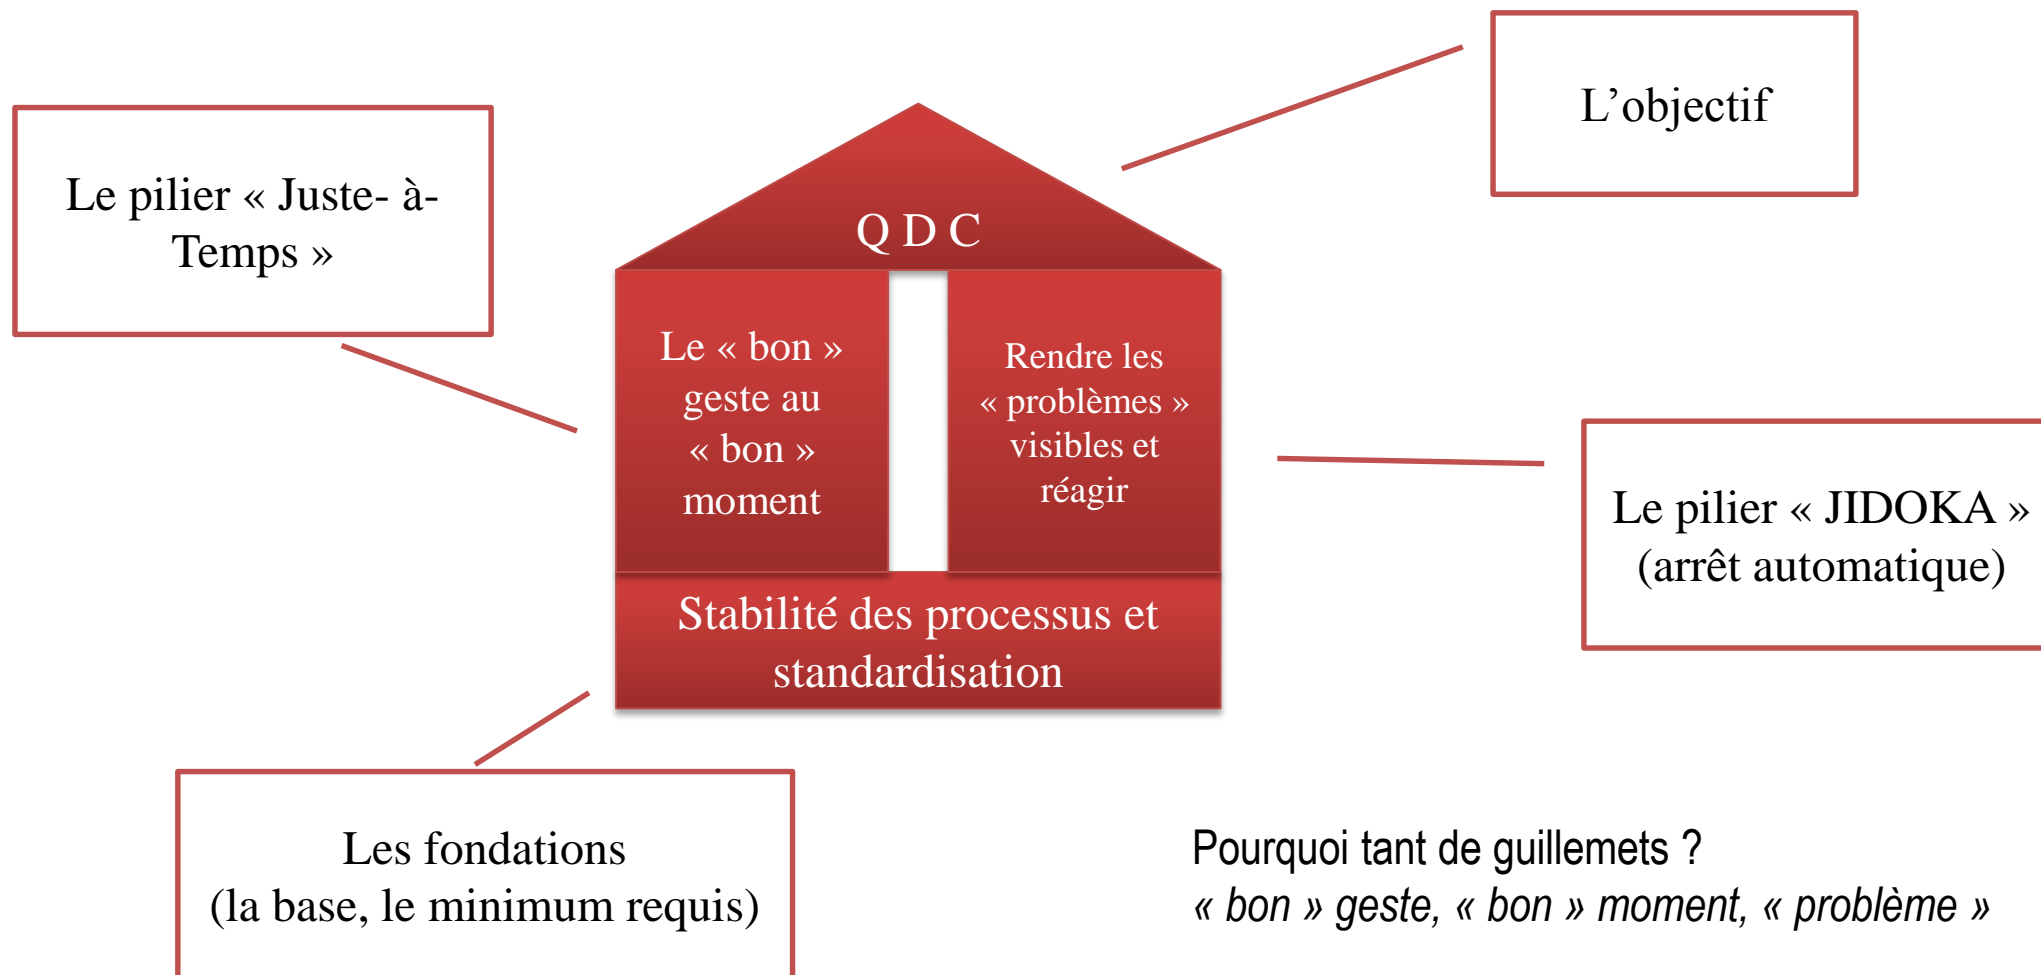 L’objectif
Le pilier « Juste- à-
Temps »
Q D C
Le « bon »
geste au
« bon »
moment
Rendre les
« problèmes »
visibles et
réagir
Le pilier « JIDOKA »
(arrêt automatique)
Stabilité des processus et
standardisation
Les fondations
(la base, le minimum requis)
Pourquoi tant de guillemets ?
« bon » geste, « bon » moment, « problème »